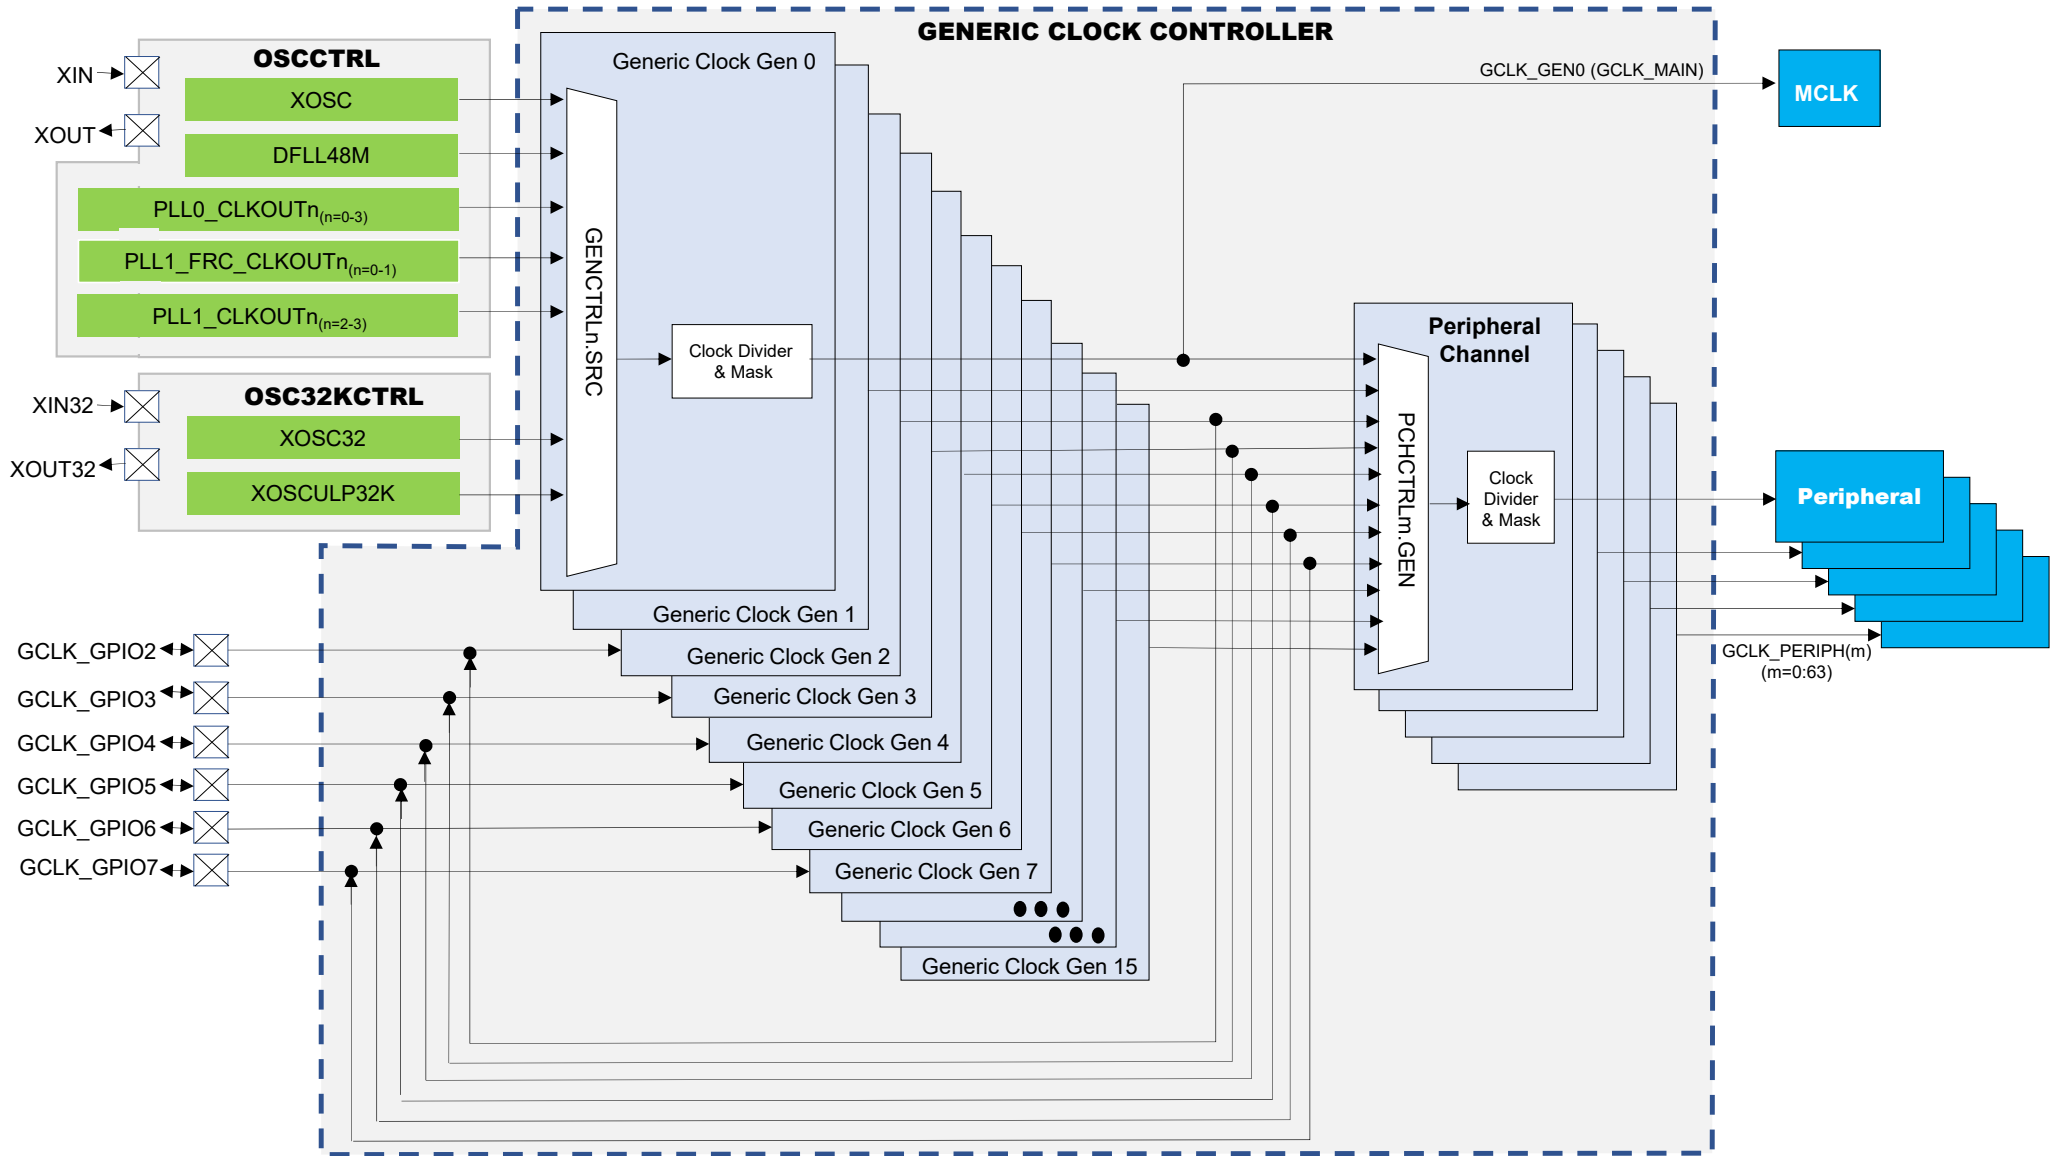 GENERIC CLOCK CONTROLLER
XIN
XOUT
OSCCTRL
XOSC
DFLL48M
PLL0_CLKOUTn(n=0-3)
PLL1_FRC_CLKOUTn(n=0-1)
PLL1_CLKOUTn(n=2-3)
XIN32
XOUT32
OSC32KCTRL
XOSC32
XOSCULP32K
GCLK_GPIO2
GCLK_GPIO3
GCLK_GPIO4
GCLK_GPIO5
GCLK_GPIO6
GCLK_GPIO7
Generic Clock Gen 0
GENCTRLn.SRC
Clock Divider
& Mask
Generic Clock Gen 1
Generic Clock Gen 2
Generic Clock Gen 3
Generic Clock Gen 4
Generic Clock Gen 5
Generic Clock Gen 6
Generic Clock Gen 7
Generic Clock Gen 15
GCLK_GEN0 (GCLK_MAIN)
MCLK
Peripheral
Channel
PCHCTRLm.GEN
Clock
Divider
& Mask
Peripheral
GCLK_PERIPH(m)
(m=0:63)